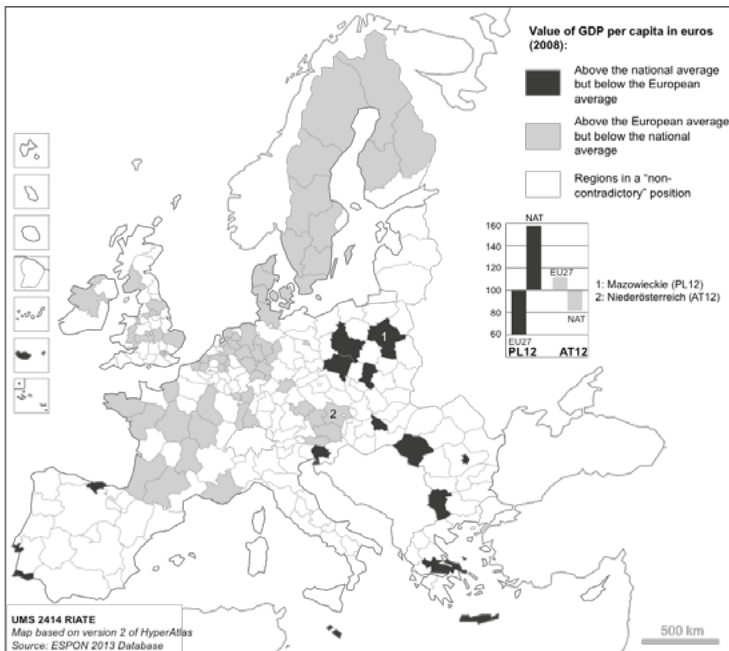 Value of GDP per capita in euros
(2008):
Above the national average
but below the European
average
Above the European average
but below the national
average
Regions in a "non-
contradictory" position
NAT
160
140
120
100
80
60
EU27
NAT
EU27
PL12
AT12
1: Mazowieckie (PL12)
2: Niederösterreich (AT12)
1
2
UMS 2414 RIATE
Map based on version 2 of HyperAtlas
Source: ESPON 2013 Database
500 km